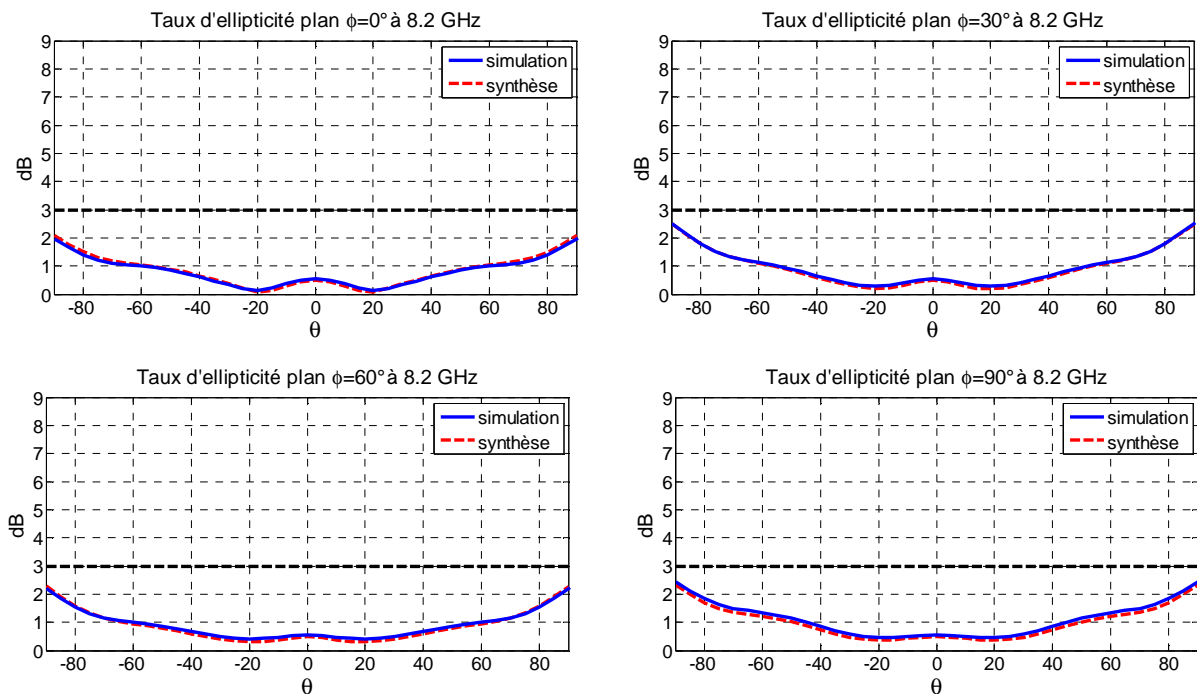 Taux d'ellipticité plan ϕ=0° à 8.2 GHz
9
8
7
6
5
4
3
2
1
0
dB
simulation
synthèse
-80 -60 -40 -20 0 20 40 60 80
θ
Taux d'ellipticité plan ϕ=30° à 8.2 GHz
9
8
7
6
5
4
3
2
1
0
dB
simulation
synthèse
-80 -60 -40 -20 0 20 40 60 80
θ
Taux d'ellipticité plan ϕ=60° à 8.2 GHz
9
8
7
6
5
4
3
2
1
0
dB
simulation
synthèse
-80 -60 -40 -20 0 20 40 60 80
θ
Taux d'ellipticité plan ϕ=90° à 8.2 GHz
9
8
7
6
5
4
3
2
1
0
dB
simulation
synthèse
-80 -60 -40 -20 0 20 40 60 80
θ